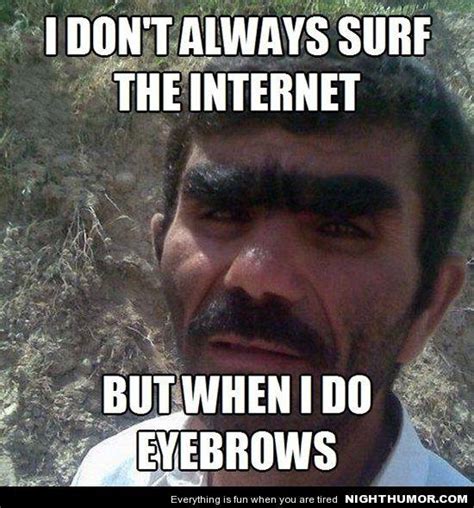 I DON'T ALWAYS SURF
THE INTERNET
BUT WHEN I DO
EYEBROWS
Everything is fun when you are tired NIGHTHUMOR.COM